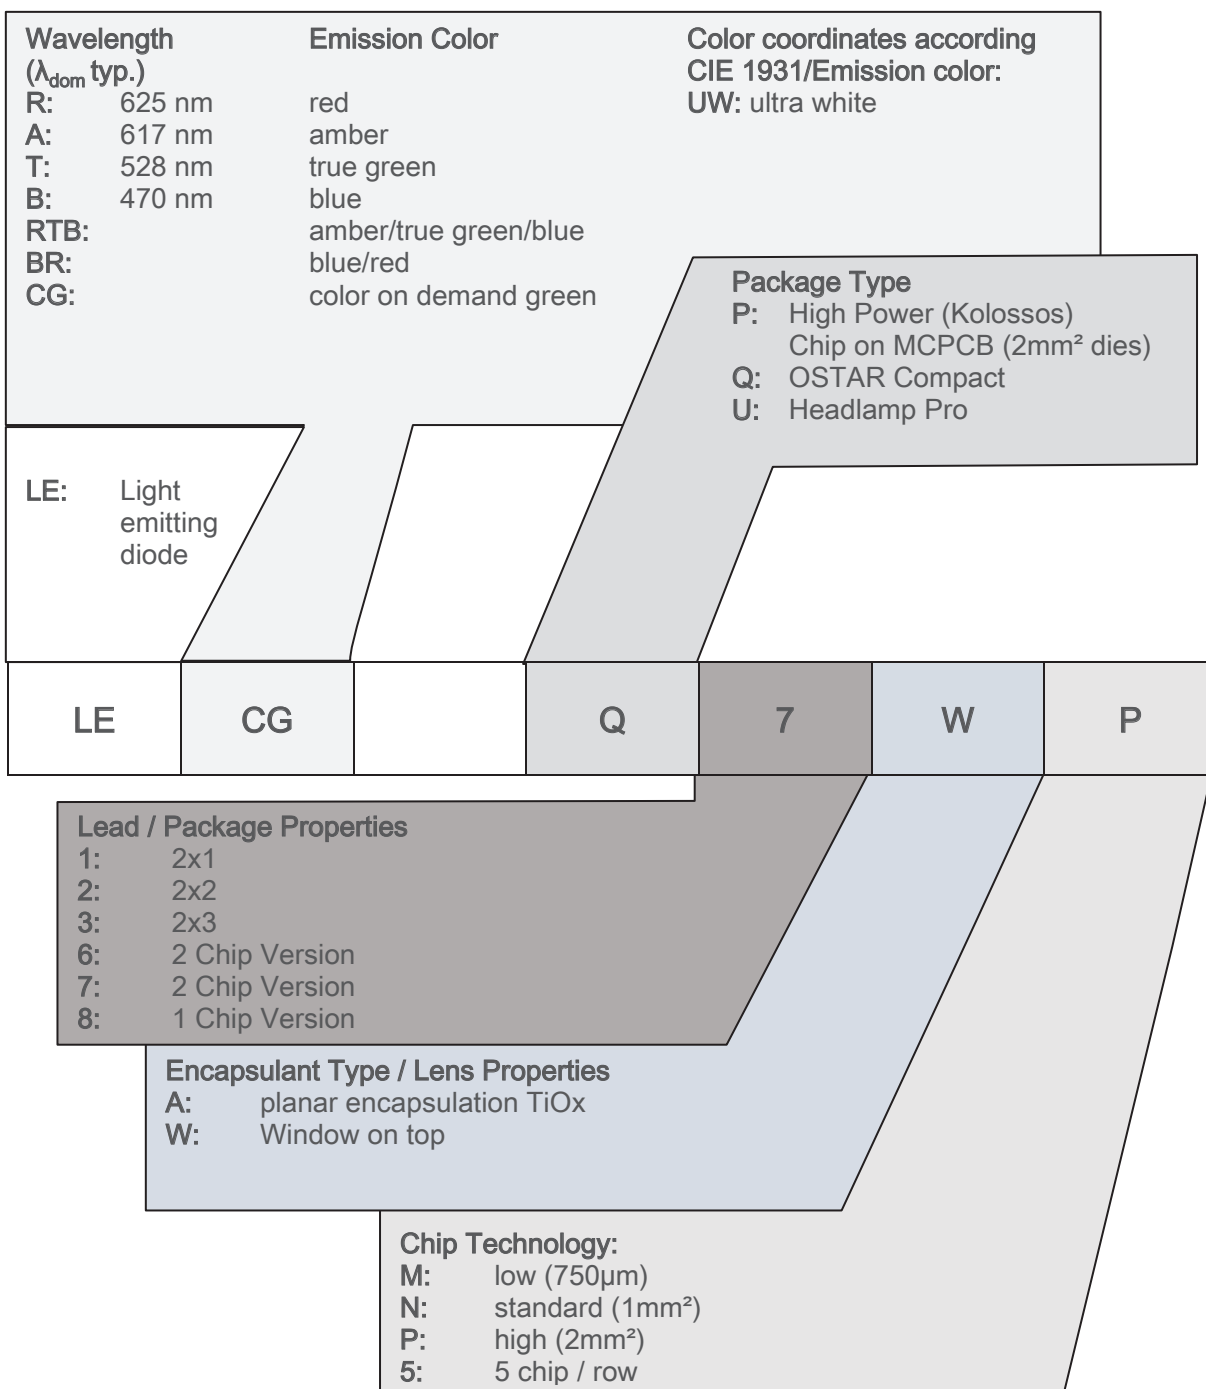 Wavelength Emission Color Color coordinates according
(λdom typ.) CIE 1931/Emission color:
R: 625 nm red UW: ultra white
A: 617 nm amber
T: 528 nm true green
B: 470 nm blue
RTB: amber/true green/blue
BR: blue/red
CG: color on demand green
Package Type
P: High Power (Kolossos)
Chip on MCPCB (2mm² dies)
Q: OSTAR Compact
U: Headlamp Pro
LE: Light
emitting
diode
LE CG Q 7 W P
Lead / Package Properties
1: 2x1
2: 2x2
3: 2x3
6: 2 Chip Version
7: 2 Chip Version
8: 1 Chip Version
Encapsulant Type / Lens Properties
A: planar encapsulation TiOx
W: Window on top
Chip Technology:
M: low (750µm)
N: standard (1mm²)
P: high (2mm²)
5: 5 chip / row